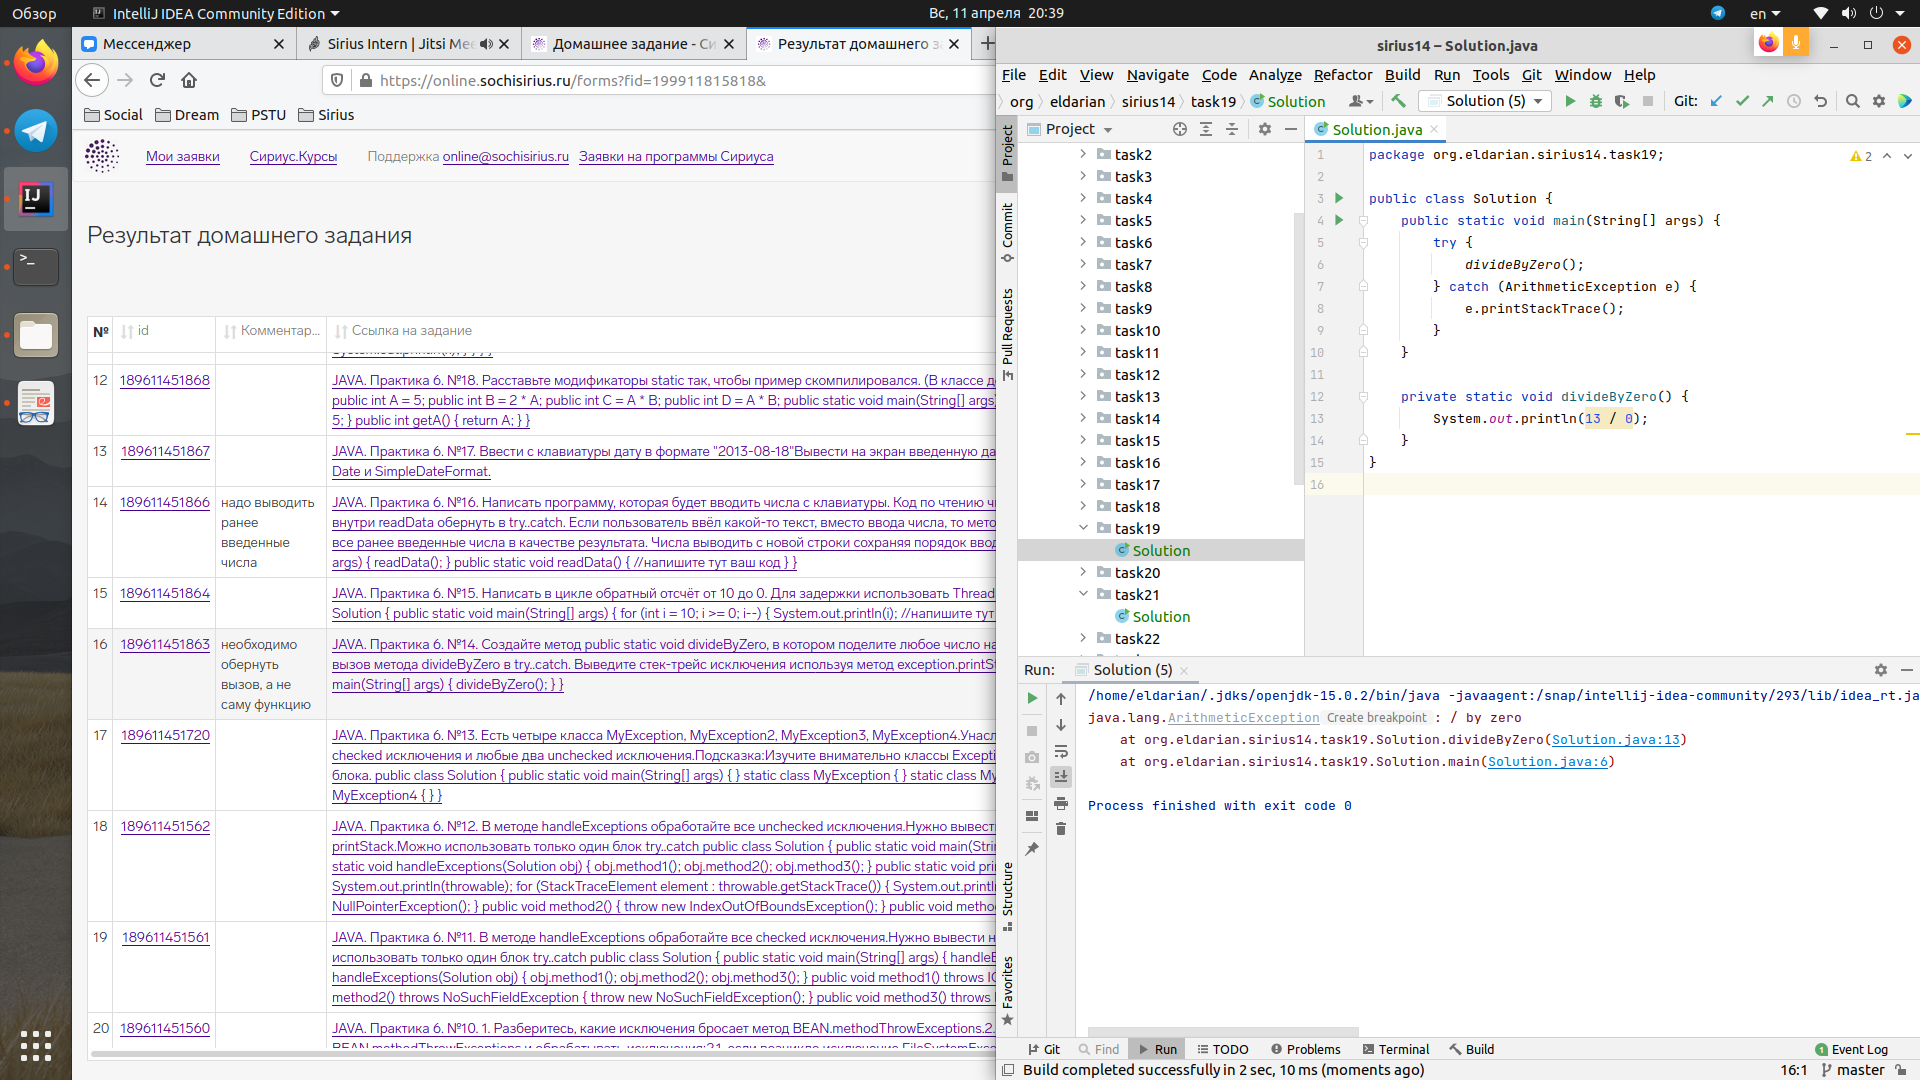 Обзор
IntelliJ IDEA Community Edition
Вс, 11 апреля 20:39
en
Мессенджер
Sirius Intern | Jitsi Mee
Домашнее задание - Си
Результат домашнего за
https://online.sochisirius.ru/forms?fid=199911815818&
Social
Dream
PSTU
Sirius
Мои заявки
Сириус.Курсы
Поддержка online@sochisirius.ru
Заявки на программы Сириуса
Результат домашнего задания
№ id Комментар... Ссылка на задание
12 189611451868
JAVA. Практика 6. №18. Расставьте модификаторы static так, чтобы пример скомпилировался. (В классе
public int A = 5; public int B = 2 * A; public int C = A * B; public int D = A * B; public static void main(String[] args)
5; } public int getA() { return A; } }
13 189611451867
JAVA. Практика 6. №17. Ввести с клавиатуры дату в формате "2013-08-18"Вывести на экран введенную
Date и SimpleDateFormat.
14 189611451866
надо выводить
ранее
введенные
числа
JAVA. Практика 6. №16. Написать программу, которая будет вводить числа с клавиатуры. Код по чтению
внутри readData обернуть в try..catch. Если пользователь ввёл какой-то текст, вместо ввода числа, то
все ранее введенные числа в качестве результата. Числа выводить с новой строки сохраняя порядок
args) { readData(); } public static void readData() { //напишите тут ваш код } }
15 189611451864
JAVA. Практика 6. №15. Написать в цикле обратный отсчёт от 10 до 0. Для задержки использовать Thread
Solution { public static void main(String[] args) { for (int i = 10; i >= 0; i--) { System.out.println(i); //напишите тут
16 189611451863
необходимо
обернуть
вызов, а не
саму функцию
JAVA. Практика 6. №14. Создайте метод public static void divideByZero, в котором поделите любое число на
вызов метода divideByZero в try..catch. Выведите стек-трейс исключения используя метод
main(String[] args) { divideByZero(); } }
17 189611451720
JAVA. Практика 6. №13. Есть четыре класса MyException, MyException2, MyException3, MyException4.Унасл
checked исключения и любые два unchecked исключения.Подсказка:Изучите внимательно классы
блока. public class Solution { public static void main(String[] args) { } static class MyException { } static class
MyException4 { } }
18 189611451562
JAVA. Практика 6. №12. В методе handleExceptions обработайте все unchecked исключения.Нужно
printStack.Можно использовать только один блок try..catch public class Solution { public static void
static void handleExceptions(Solution obj) { obj.method1(); obj.method2(); obj.method3(); } public static void
System.out.println(throwable); for (StackTraceElement element : throwable.getStackTrace()) {
NullPointerException(); } public void method2() { throw new IndexOutOfBoundsException(); } public void
19 189611451561
JAVA. Практика 6. №11. В методе handleExceptions обработайте все checked исключения.Нужно вывести
использовать только один блок try..catch public class Solution { public static void main(String[] args) {
handleExceptions(Solution obj) { obj.method1(); obj.method2(); obj.method3(); } public void method1() throws
method2() throws NoSuchFieldException { throw new NoSuchFieldException(); } public void method3() throws
20 189611451560
JAVA. Практика 6. №10. 1. Разберитесь, какие исключения бросает метод BEAN.methodThrowExceptions.2.
sirius14 – Solution.java
File Edit View Navigate Code Analyze Refactor Build Run Tools Git Window Help
org
eldarian
sirius14
task19
Solution
Solution (5)
Git:
Project
Solution.java
Project
Commit
Pull Requests
Structure
Favorites
task2
task3
task4
task5
task6
task7
task8
task9
task10
task11
task12
task13
task14
task15
task16
task17
task18
task19
Solution
task20
task21
Solution
task22
2
1 package org.eldarian.sirius14.task19;
2
3 public class Solution {
4 public static void main(String[] args) {
5 try {
6 divideByZero();
7 } catch (ArithmeticException e) {
8 e.printStackTrace();
9 }
10 }
11
12 private static void divideByZero() {
13 System.out.println(13 / 0);
14 }
15 }
16
Run: Solution (5)
/home/eldarian/.jdks/openjdk-15.0.2/bin/java -javaagent:/snap/intellij-idea-community/293/lib/idea_rt.ja
java.lang.ArithmeticException Create breakpoint : / by zero
at org.eldarian.sirius14.task19.Solution.divideByZero(Solution.java:13)
at org.eldarian.sirius14.task19.Solution.main(Solution.java:6)
Process finished with exit code 0
Git
Find
Run
TODO
Problems
Terminal
Build
1 Event Log
Build completed successfully in 2 sec, 10 ms (moments ago)
16:1
master